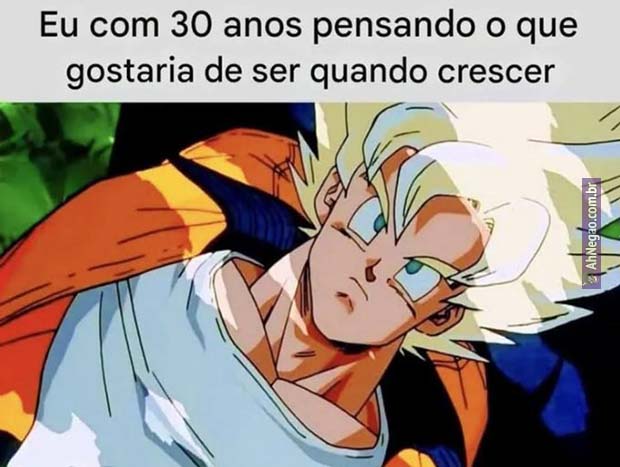 Eu com 30 anos pensando o que
gostaria de ser quando crescer
AhNegao.com.br